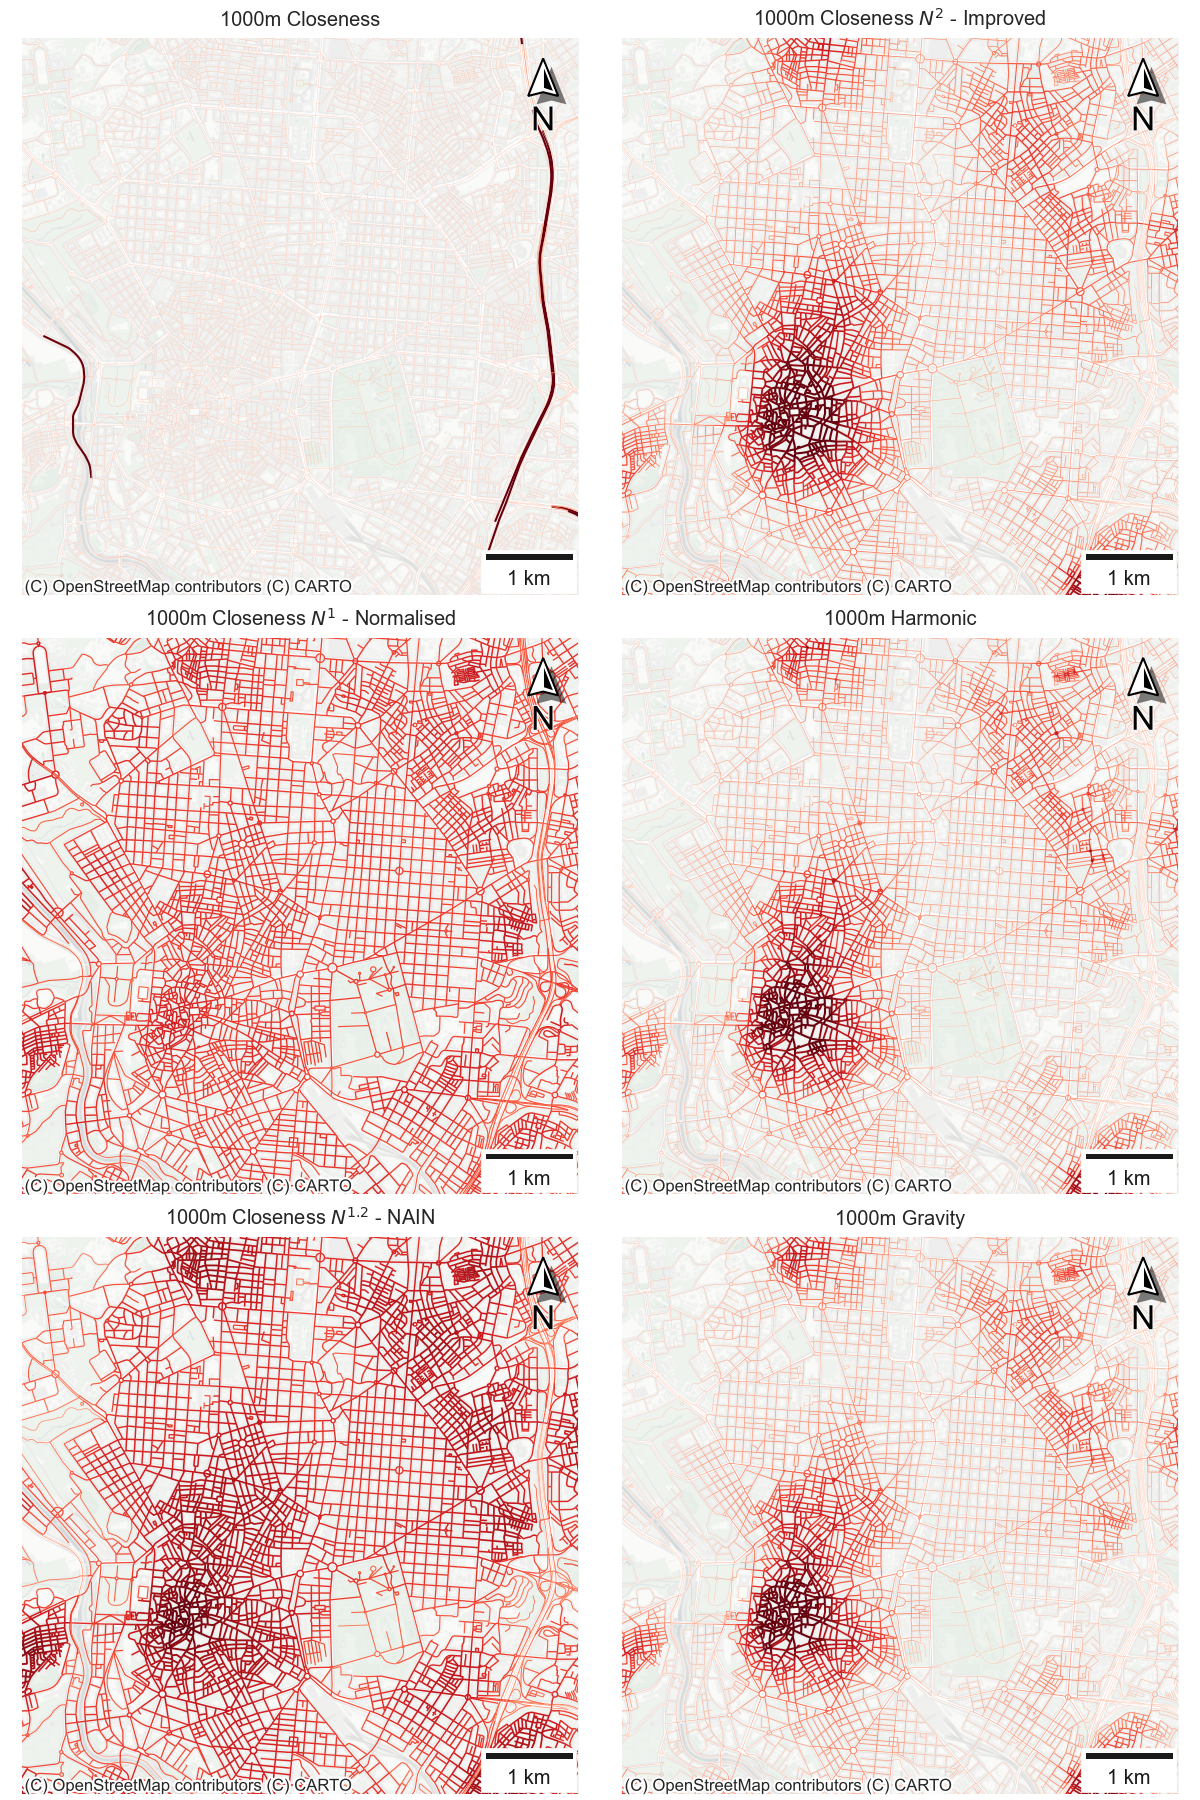 1000m Closeness
N
1 km
(C) OpenStreetMap contributors (C) CARTO
1000m Closeness N² - Improved
N
1 km
(C) OpenStreetMap contributors (C) CARTO
1000m Closeness N¹ - Normalised
N
1 km
(C) OpenStreetMap contributors (C) CARTO
1000m Harmonic
N
1 km
(C) OpenStreetMap contributors (C) CARTO
1000m Closeness N¹·² - NAIN
N
1 km
(C) OpenStreetMap contributors (C) CARTO
1000m Gravity
N
1 km
(C) OpenStreetMap contributors (C) CARTO